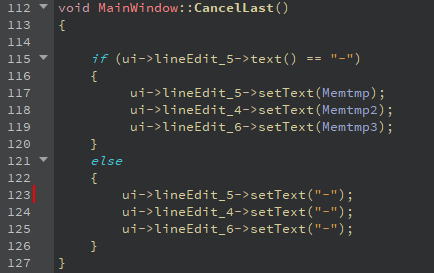 112 void MainWindow::CancelLast()
113 {
114
115 if (ui->lineEdit_5->text() == "-")
116 {
117 ui->lineEdit_5->setText(Memtmp);
118 ui->lineEdit_4->setText(Memtmp2);
119 ui->lineEdit_6->setText(Memtmp3);
120 }
121 else
122 {
123 ui->lineEdit_5->setText("-");
124 ui->lineEdit_4->setText("-");
125 ui->lineEdit_6->setText("-");
126 }
127 }